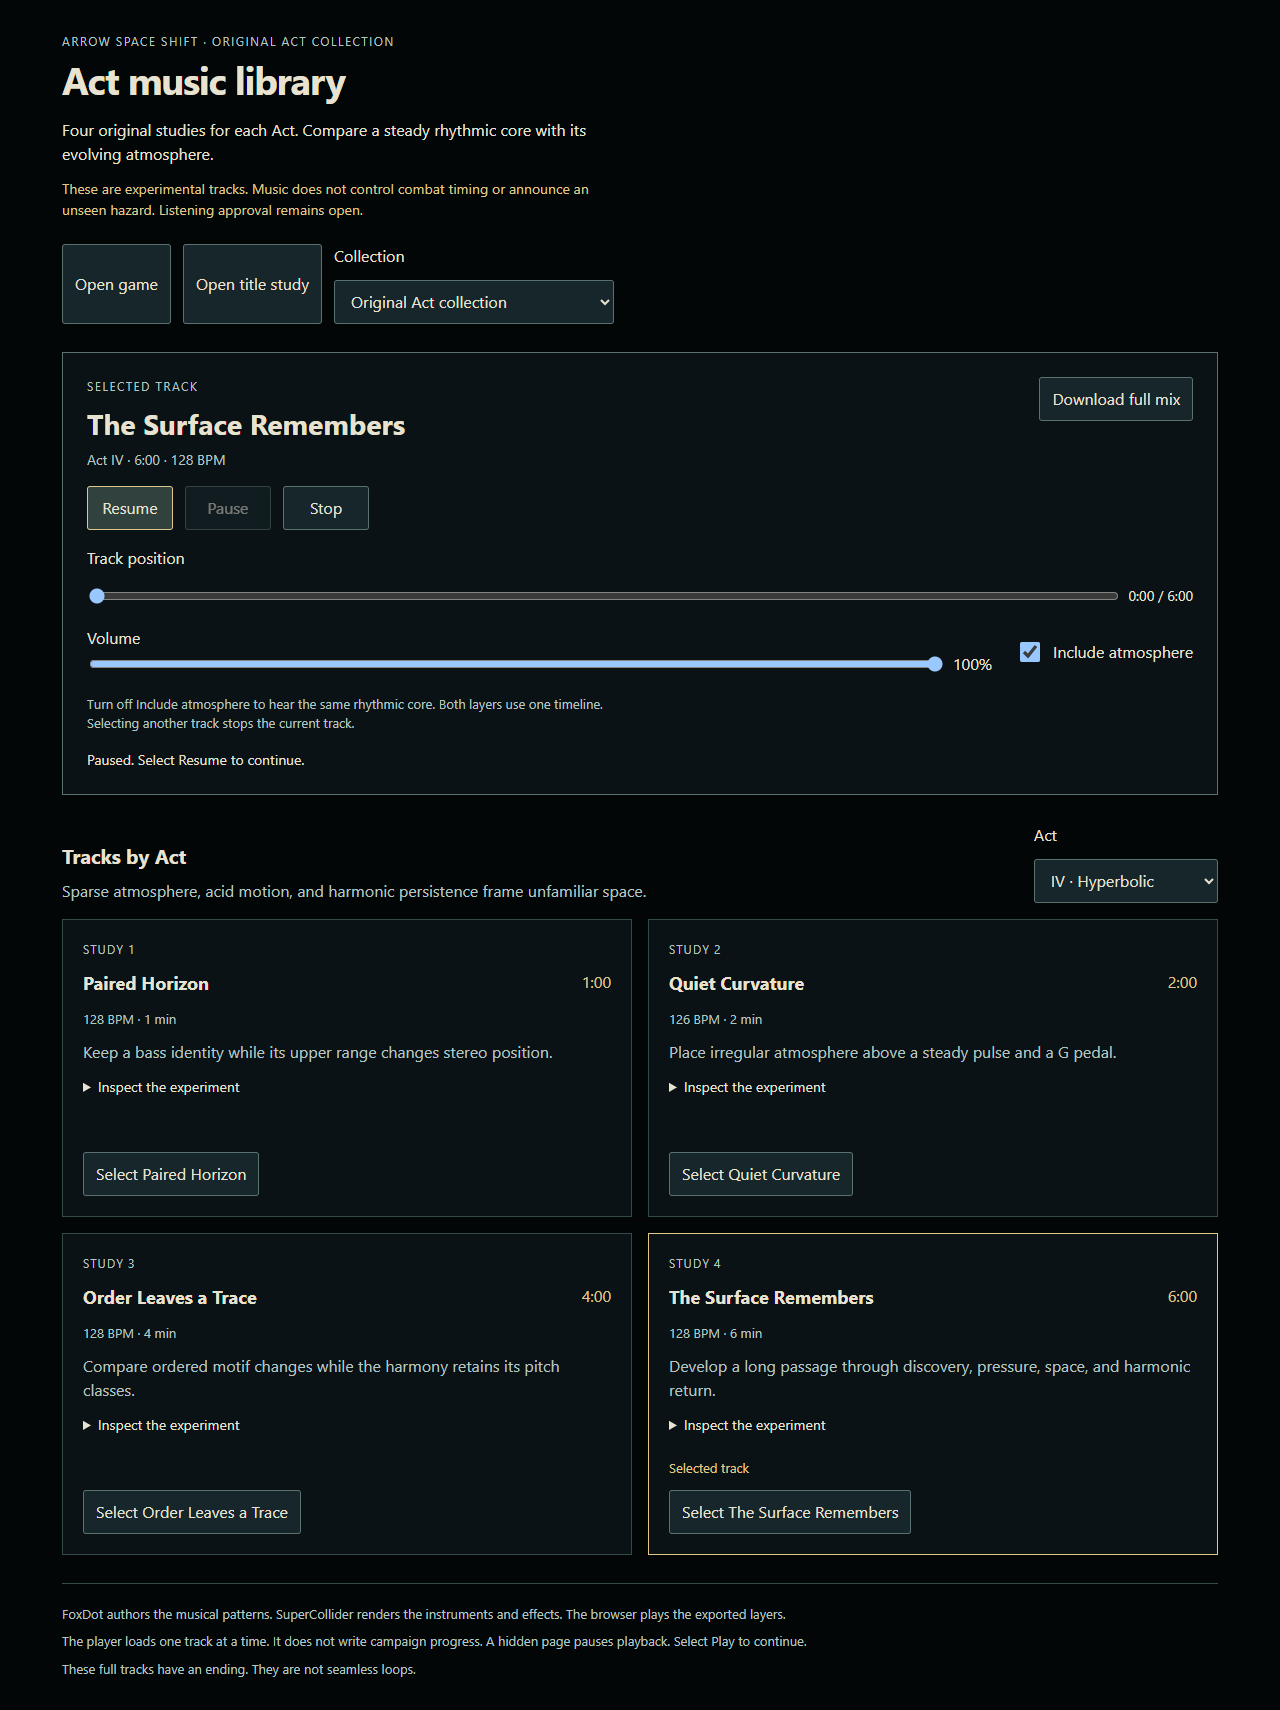 ARROW SPACE SHIFT · ORIGINAL ACT COLLECTION
Act music library
Four original studies for each Act. Compare a steady rhythmic core with its
evolving atmosphere.
These are experimental tracks. Music does not control combat timing or announce an
unseen hazard. Listening approval remains open.
Collection
Open game
Open title study
Original Act collection
SELECTED TRACK
Download full mix
The Surface Remembers
Act IV · 6:00 · 128 BPM
Resume
Pause
Stop
Track position
0:00 / 6:00
Volume
100%
Include atmosphere
Turn off Include atmosphere to hear the same rhythmic core. Both layers use one timeline.
Selecting another track stops the current track.
Paused. Select Resume to continue.
Act
Tracks by Act
IV · Hyperbolic
Sparse atmosphere, acid motion, and harmonic persistence frame unfamiliar space.
STUDY 1
Paired Horizon
1:00
128 BPM · 1 min
Keep a bass identity while its upper range changes stereo position.
Inspect the experiment
Select Paired Horizon
STUDY 2
Quiet Curvature
2:00
126 BPM · 2 min
Place irregular atmosphere above a steady pulse and a G pedal.
Inspect the experiment
Select Quiet Curvature
STUDY 3
Order Leaves a Trace
4:00
128 BPM · 4 min
Compare ordered motif changes while the harmony retains its pitch
classes.
Inspect the experiment
Select Order Leaves a Trace
STUDY 4
The Surface Remembers
6:00
128 BPM · 6 min
Develop a long passage through discovery, pressure, space, and harmonic
return.
Inspect the experiment
Selected track
Select The Surface Remembers
FoxDot authors the musical patterns. SuperCollider renders the instruments and effects. The browser plays the exported layers.
The player loads one track at a time. It does not write campaign progress. A hidden page pauses playback. Select Play to continue.
These full tracks have an ending. They are not seamless loops.